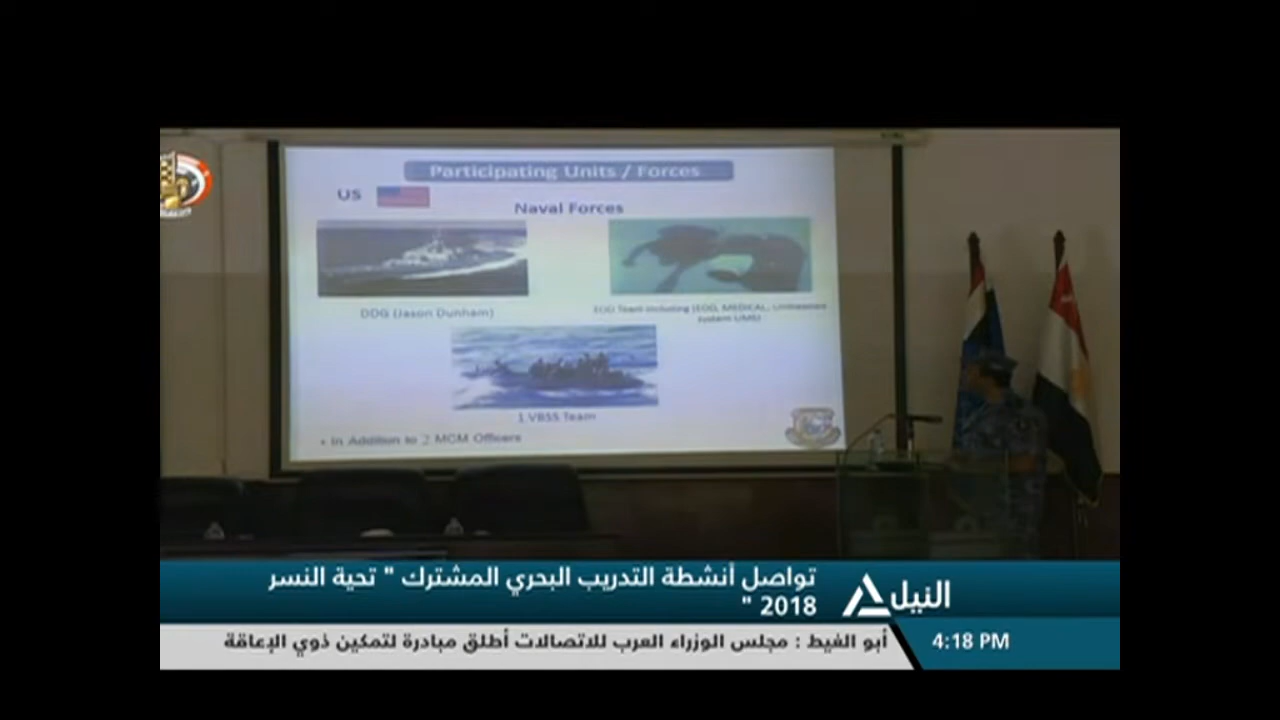 Participating Units / Forces
US
Naval Forces
DDG (Jason Dunham)
EOD Team including (EOD, MEDICAL, Unmanned
system UMS)
1 VBSS Team
• In Addition to 2 MCM Officers
تواصل أنشطة التدريب البحري المشترك " تحية النسر
2018 "
النيل
أبو الغيط : مجلس الوزراء العرب للاتصالات أطلق مبادرة لتمكين ذوي الإعاقة
4:18 PM